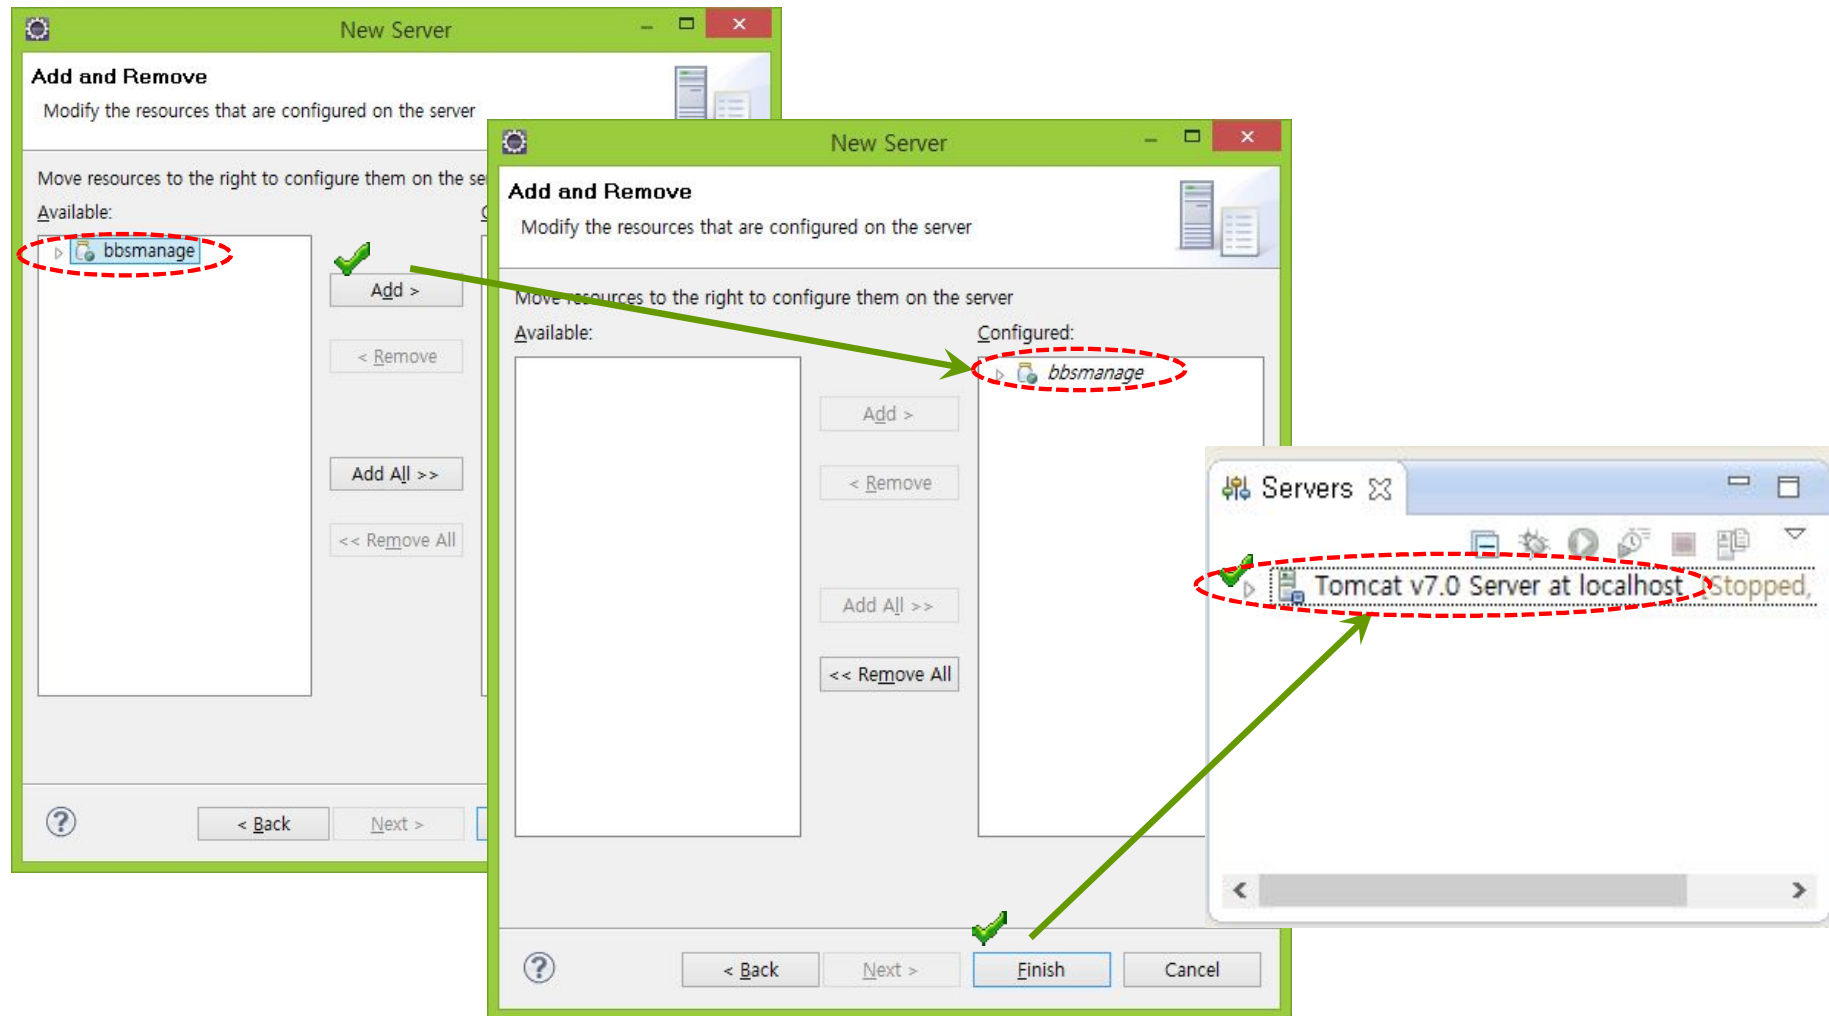 New Server
Add and Remove
Modify the resources that are configured on the server
Move resources to the right to configure them on the
Available:
bbsmanage
Add >
< Remove
Add All >>
<< Remove All
< Back
Next >
New Server
Add and Remove
Modify the resources that are configured on the server
Move resources to the right to configure them on the server
Available:
Configured:
bbsmanage
Add >
< Remove
Add All >>
<< Remove All
< Back
Next >
Finish
Cancel
Servers
Tomcat v7.0 Server at localhost [Stopped,